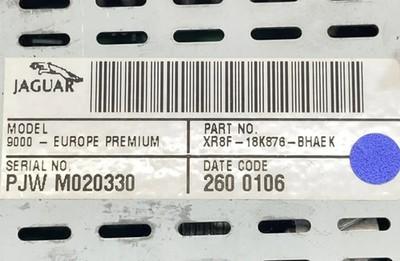 JAGUAR
MODEL
9000 - EUROPE PREMIUM
PART NO.
XR8F-18K876-BHAEK
SERIAL NO.
PJW M020330
DATE CODE
260 0106